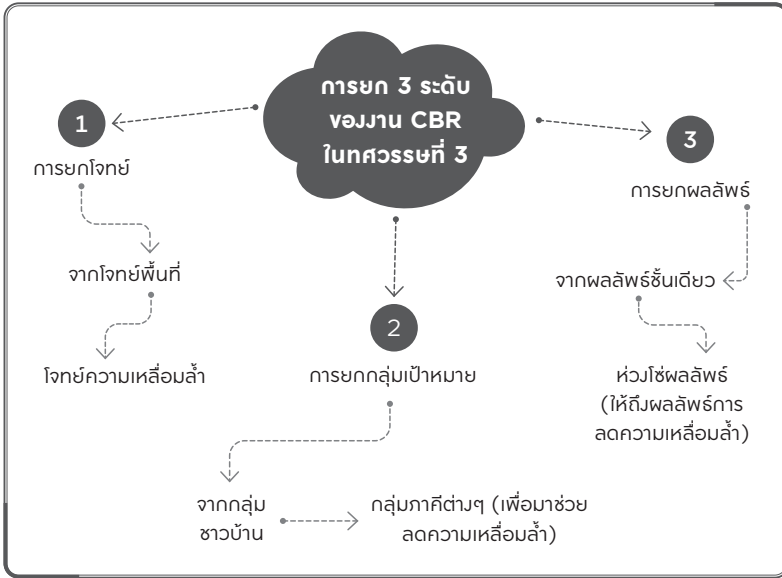 การยก 3 ระดับ
ของงาน CBR
ในทศวรรษที่ 3
1
การยกโจทย์
จากโจทย์พื้นที่
โจทย์ความเหลื่อมล้ำ
2
การยกกลุ่มเป้าหมาย
จากกลุ่ม
ชาวบ้าน
กลุ่มภาคีต่างๆ (เพื่อมาช่วย
ลดความเหลื่อมล้ำ)
3
การยกผลลัพธ์
จากผลลัพธ์ชั้นเดียว
ห่วงโซ่ผลลัพธ์
(ให้ถึงผลลัพธ์การ
ลดความเหลื่อมล้ำ)